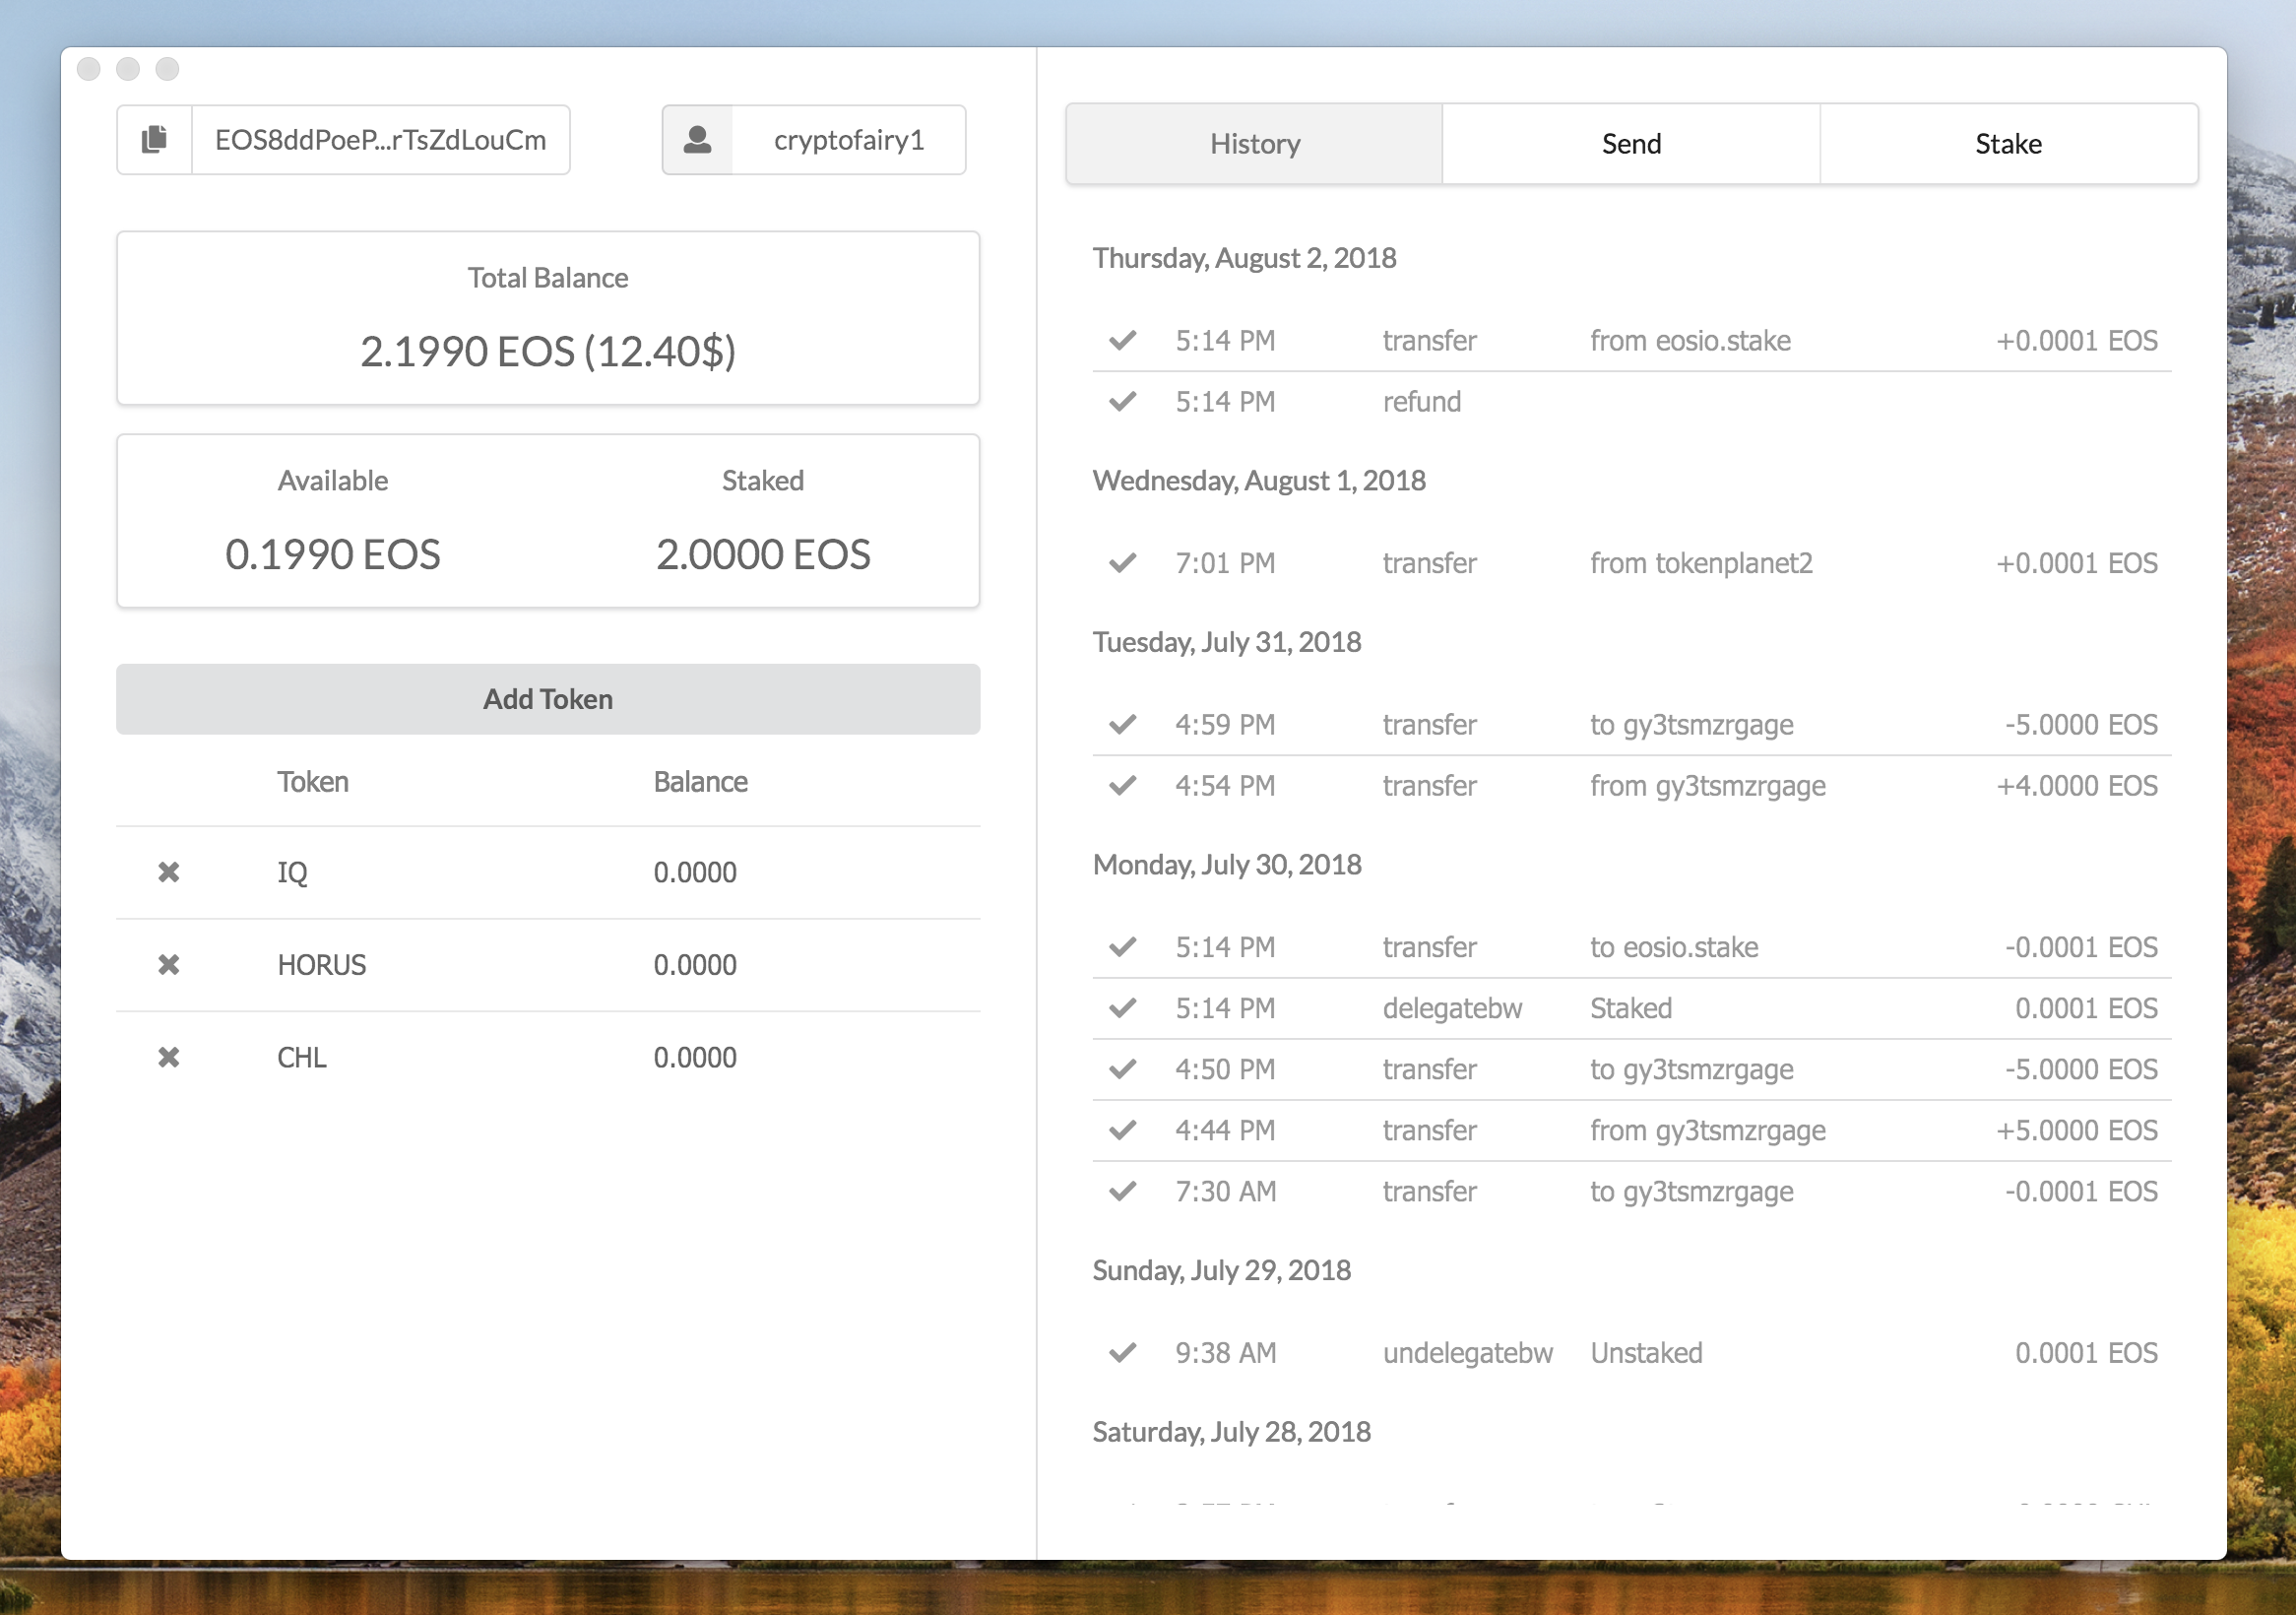 EOS8ddPoeP...rTsZdLouCm
cryptofairy1
Total Balance
2.1990 EOS (12.40$)
Available Staked
0.1990 EOS 2.0000 EOS
Add Token
Token Balance
IQ 0.0000
HORUS 0.0000
CHL 0.0000
History Send Stake
Thursday, August 2, 2018
5:14 PM transfer from eosio.stake +0.0001 EOS
5:14 PM refund
Wednesday, August 1, 2018
7:01 PM transfer from tokenplanet2 +0.0001 EOS
Tuesday, July 31, 2018
4:59 PM transfer to gy3tsmzrgage -5.0000 EOS
4:54 PM transfer from gy3tsmzrgage +4.0000 EOS
Monday, July 30, 2018
5:14 PM transfer to eosio.stake -0.0001 EOS
5:14 PM delegatebw Staked 0.0001 EOS
4:50 PM transfer to gy3tsmzrgage -5.0000 EOS
4:44 PM transfer from gy3tsmzrgage +5.0000 EOS
7:30 AM transfer to gy3tsmzrgage -0.0001 EOS
Sunday, July 29, 2018
9:38 AM undelegatebw Unstaked 0.0001 EOS
Saturday, July 28, 2018